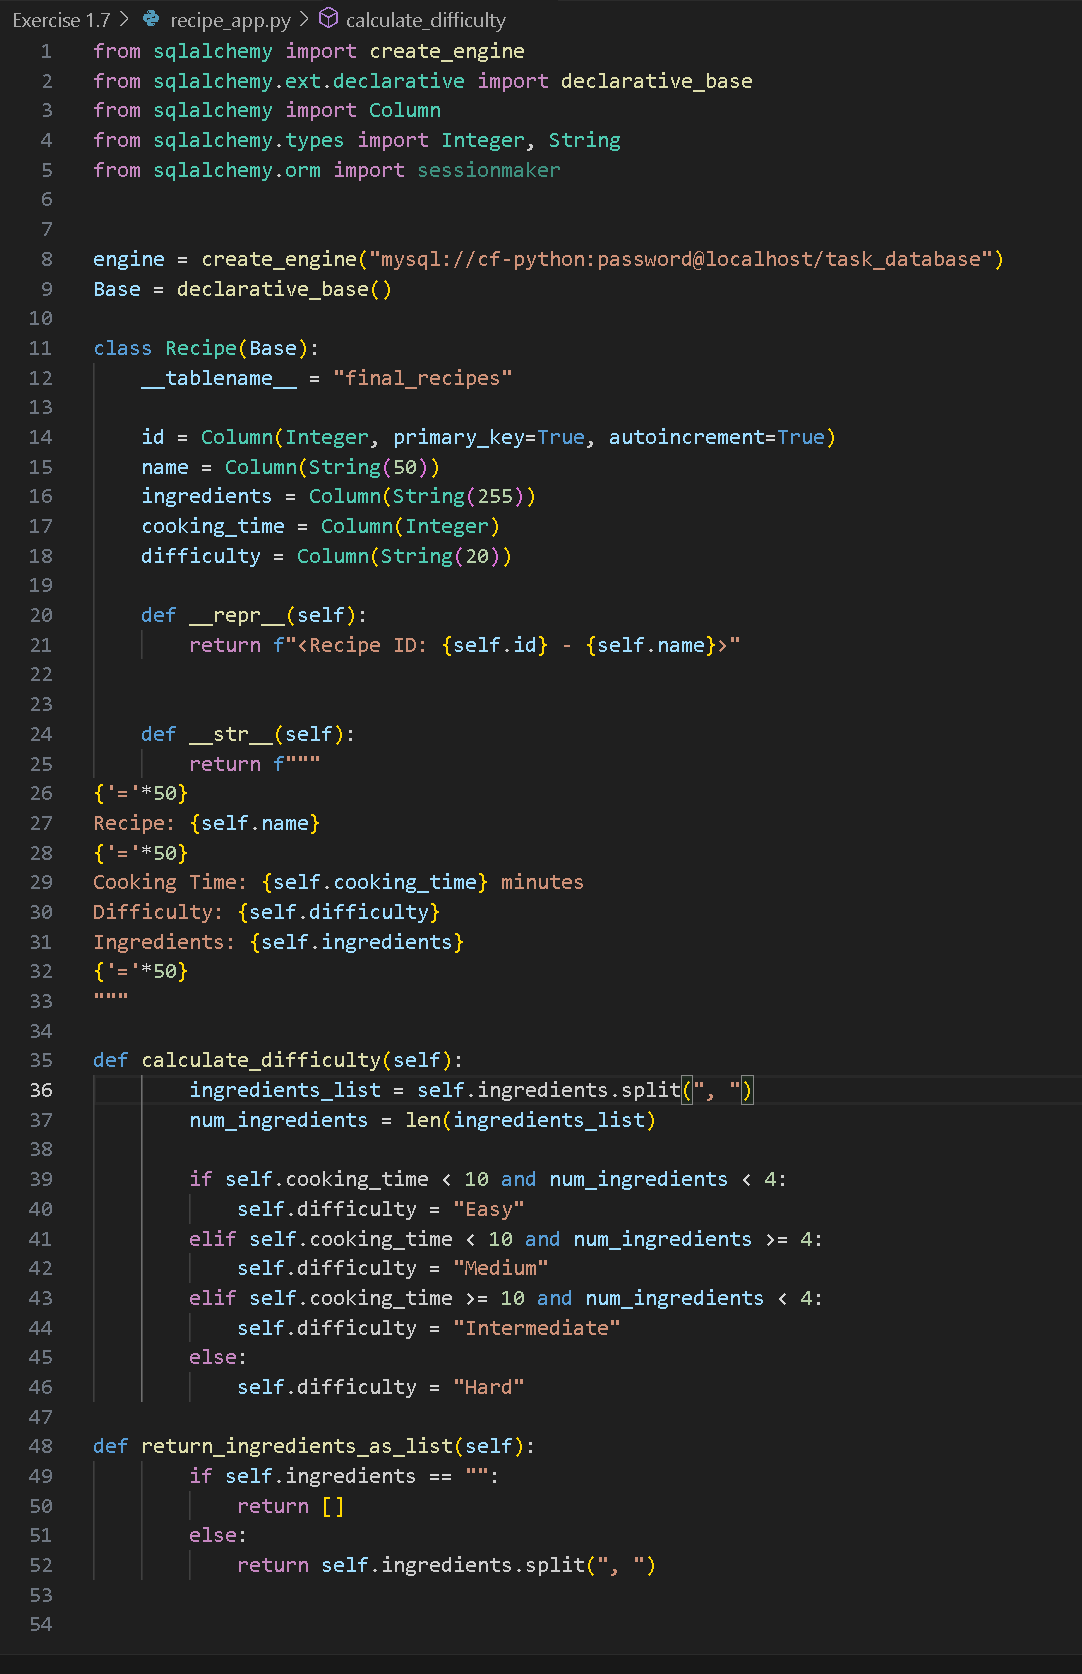 Exercise 1.7 > recipe_app.py > calculate_difficulty
1 from sqlalchemy import create_engine
2 from sqlalchemy.ext.declarative import declarative_base
3 from sqlalchemy import Column
4 from sqlalchemy.types import Integer, String
5 from sqlalchemy.orm import sessionmaker
6
7
8 engine = create_engine("mysql://cf-python:password@localhost/task_database")
9 Base = declarative_base()
10
11 class Recipe(Base):
12     __tablename__ = "final_recipes"
13
14     id = Column(Integer, primary_key=True, autoincrement=True)
15     name = Column(String(50))
16     ingredients = Column(String(255))
17     cooking_time = Column(Integer)
18     difficulty = Column(String(20))
19
20     def __repr__(self):
21         return f"<Recipe ID: {self.id} - {self.name}>"
22
23
24     def __str__(self):
25         return f"""
26 {'='*50}
27 Recipe: {self.name}
28 {'='*50}
29 Cooking Time: {self.cooking_time} minutes
30 Difficulty: {self.difficulty}
31 Ingredients: {self.ingredients}
32 {'='*50}
33 """
34
35 def calculate_difficulty(self):
36         ingredients_list = self.ingredients.split(", ")
37         num_ingredients = len(ingredients_list)
38
39         if self.cooking_time < 10 and num_ingredients < 4:
40             self.difficulty = "Easy"
41         elif self.cooking_time < 10 and num_ingredients >= 4:
42             self.difficulty = "Medium"
43         elif self.cooking_time >= 10 and num_ingredients < 4:
44             self.difficulty = "Intermediate"
45         else:
46             self.difficulty = "Hard"
47
48 def return_ingredients_as_list(self):
49         if self.ingredients == "":
50             return []
51         else:
52             return self.ingredients.split(", ")
53
54